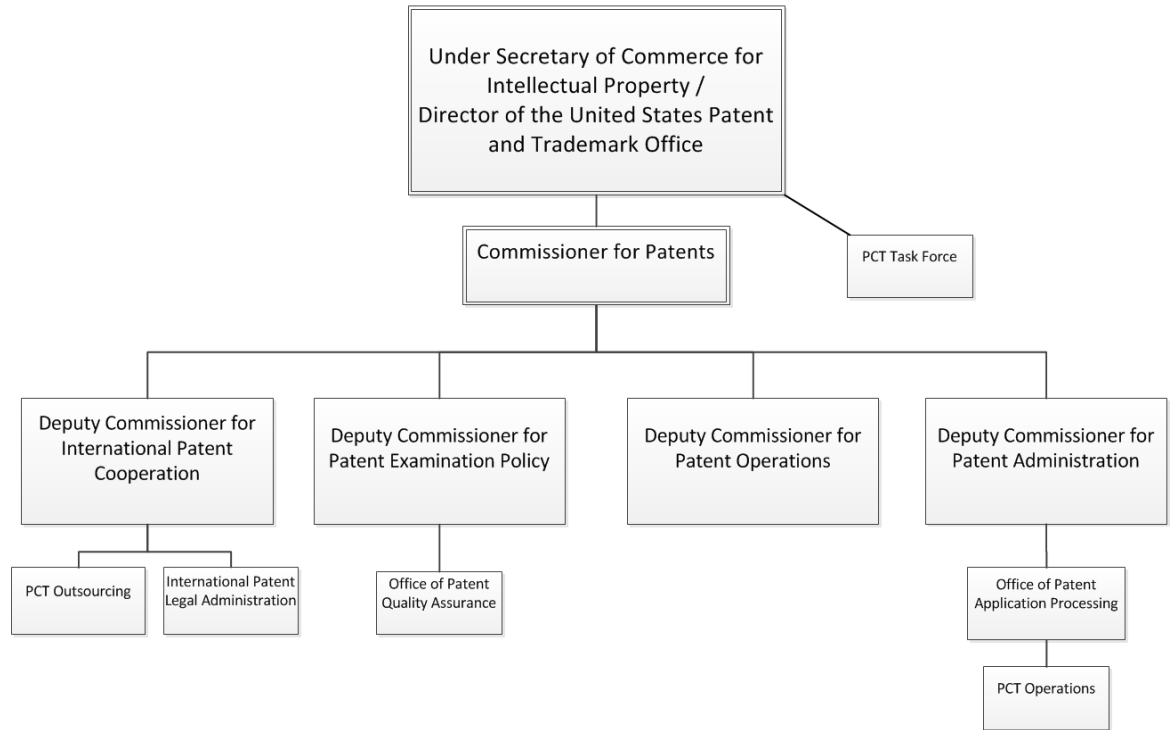 Under Secretary of Commerce for
Intellectual Property /
Director of the United States Patent
and Trademark Office
Commissioner for Patents
PCT Task Force
Deputy Commissioner for
International Patent
Cooperation
Deputy Commissioner for
Patent Examination Policy
Deputy Commissioner for
Patent Operations
Deputy Commissioner for
Patent Administration
PCT Outsourcing
International Patent
Legal Administration
Office of Patent
Quality Assurance
Office of Patent
Application Processing
PCT Operations